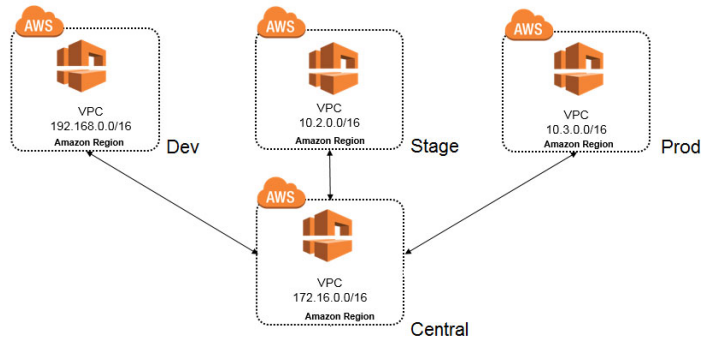 AWS
VPC
192.168.0.0/16
Amazon Region
Dev
AWS
VPC
10.2.0.0/16
Amazon Region
Stage
AWS
VPC
10.3.0.0/16
Amazon Region
Prod
AWS
VPC
172.16.0.0/16
Amazon Region
Central